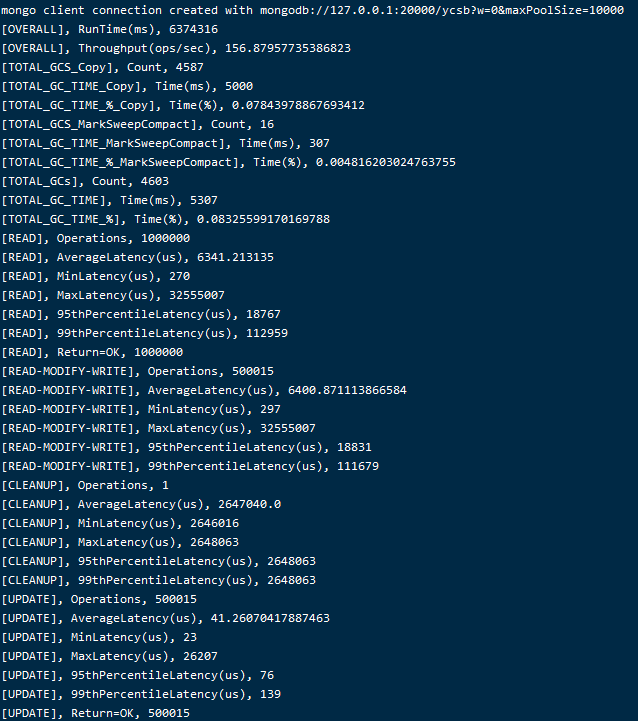 mongo client connection created with mongodb://127.0.0.1:20000/ycsb?w=0&maxPoolSize=10000
[OVERALL], RunTime(ms), 6374316
[OVERALL], Throughput(ops/sec), 156.87957735386823
[TOTAL_GCS_Copy], Count, 4587
[TOTAL_GC_TIME_Copy], Time(ms), 5000
[TOTAL_GC_TIME_%_Copy], Time(%), 0.07843978867693412
[TOTAL_GCS_MarkSweepCompact], Count, 16
[TOTAL_GC_TIME_MarkSweepCompact], Time(ms), 307
[TOTAL_GC_TIME_%_MarkSweepCompact], Time(%), 0.004816203024763755
[TOTAL_GCs], Count, 4603
[TOTAL_GC_TIME], Time(ms), 5307
[TOTAL_GC_TIME_%], Time(%), 0.08325599170169788
[READ], Operations, 1000000
[READ], AverageLatency(us), 6341.213135
[READ], MinLatency(us), 270
[READ], MaxLatency(us), 32555007
[READ], 95thPercentileLatency(us), 18767
[READ], 99thPercentileLatency(us), 112959
[READ], Return=OK, 1000000
[READ-MODIFY-WRITE], Operations, 500015
[READ-MODIFY-WRITE], AverageLatency(us), 6400.871113866584
[READ-MODIFY-WRITE], MinLatency(us), 297
[READ-MODIFY-WRITE], MaxLatency(us), 32555007
[READ-MODIFY-WRITE], 95thPercentileLatency(us), 18831
[READ-MODIFY-WRITE], 99thPercentileLatency(us), 111679
[CLEANUP], Operations, 1
[CLEANUP], AverageLatency(us), 2647040.0
[CLEANUP], MinLatency(us), 2646016
[CLEANUP], MaxLatency(us), 2648063
[CLEANUP], 95thPercentileLatency(us), 2648063
[CLEANUP], 99thPercentileLatency(us), 2648063
[UPDATE], Operations, 500015
[UPDATE], AverageLatency(us), 41.26070417887463
[UPDATE], MinLatency(us), 23
[UPDATE], MaxLatency(us), 26207
[UPDATE], 95thPercentileLatency(us), 76
[UPDATE], 99thPercentileLatency(us), 139
[UPDATE], Return=OK, 500015